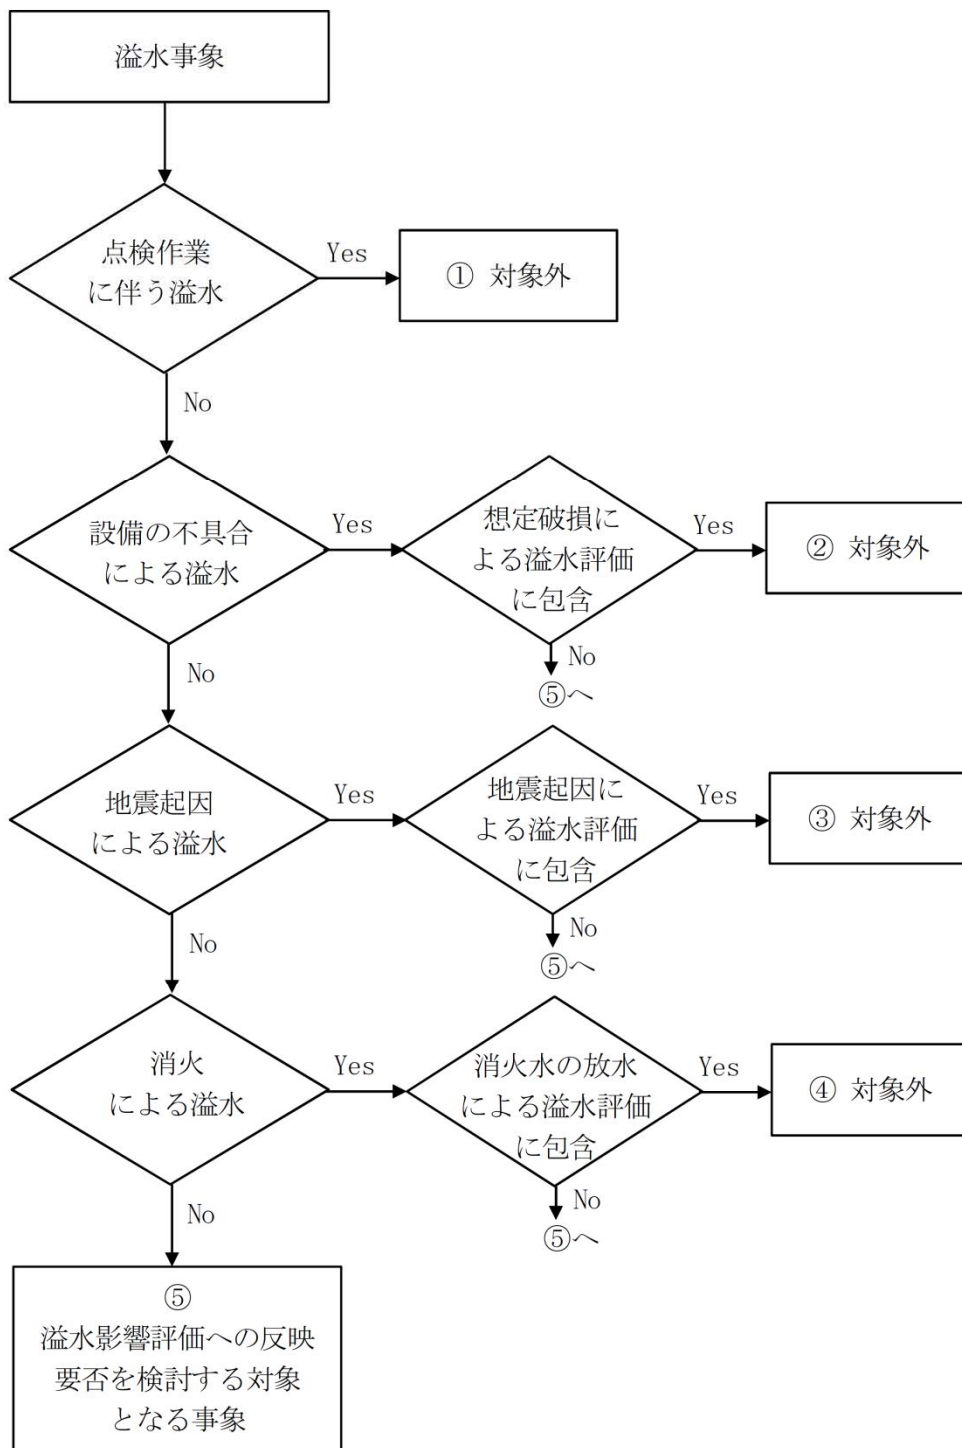 溢水事象
点検作業
に伴う溢水
Yes
① 対象外
No
設備の不具合
による溢水
Yes
想定破損に
よる溢水評価
に包含
Yes
② 対象外
No
⑤へ
No
地震起因
による溢水
Yes
地震起因に
よる溢水評価
に包含
Yes
③ 対象外
No
⑤へ
No
消火
による溢水
Yes
消火水の放水
による溢水評価
に包含
Yes
④ 対象外
No
⑤へ
No
⑤
溢水影響評価への反映
要否を検討する対象
となる事象